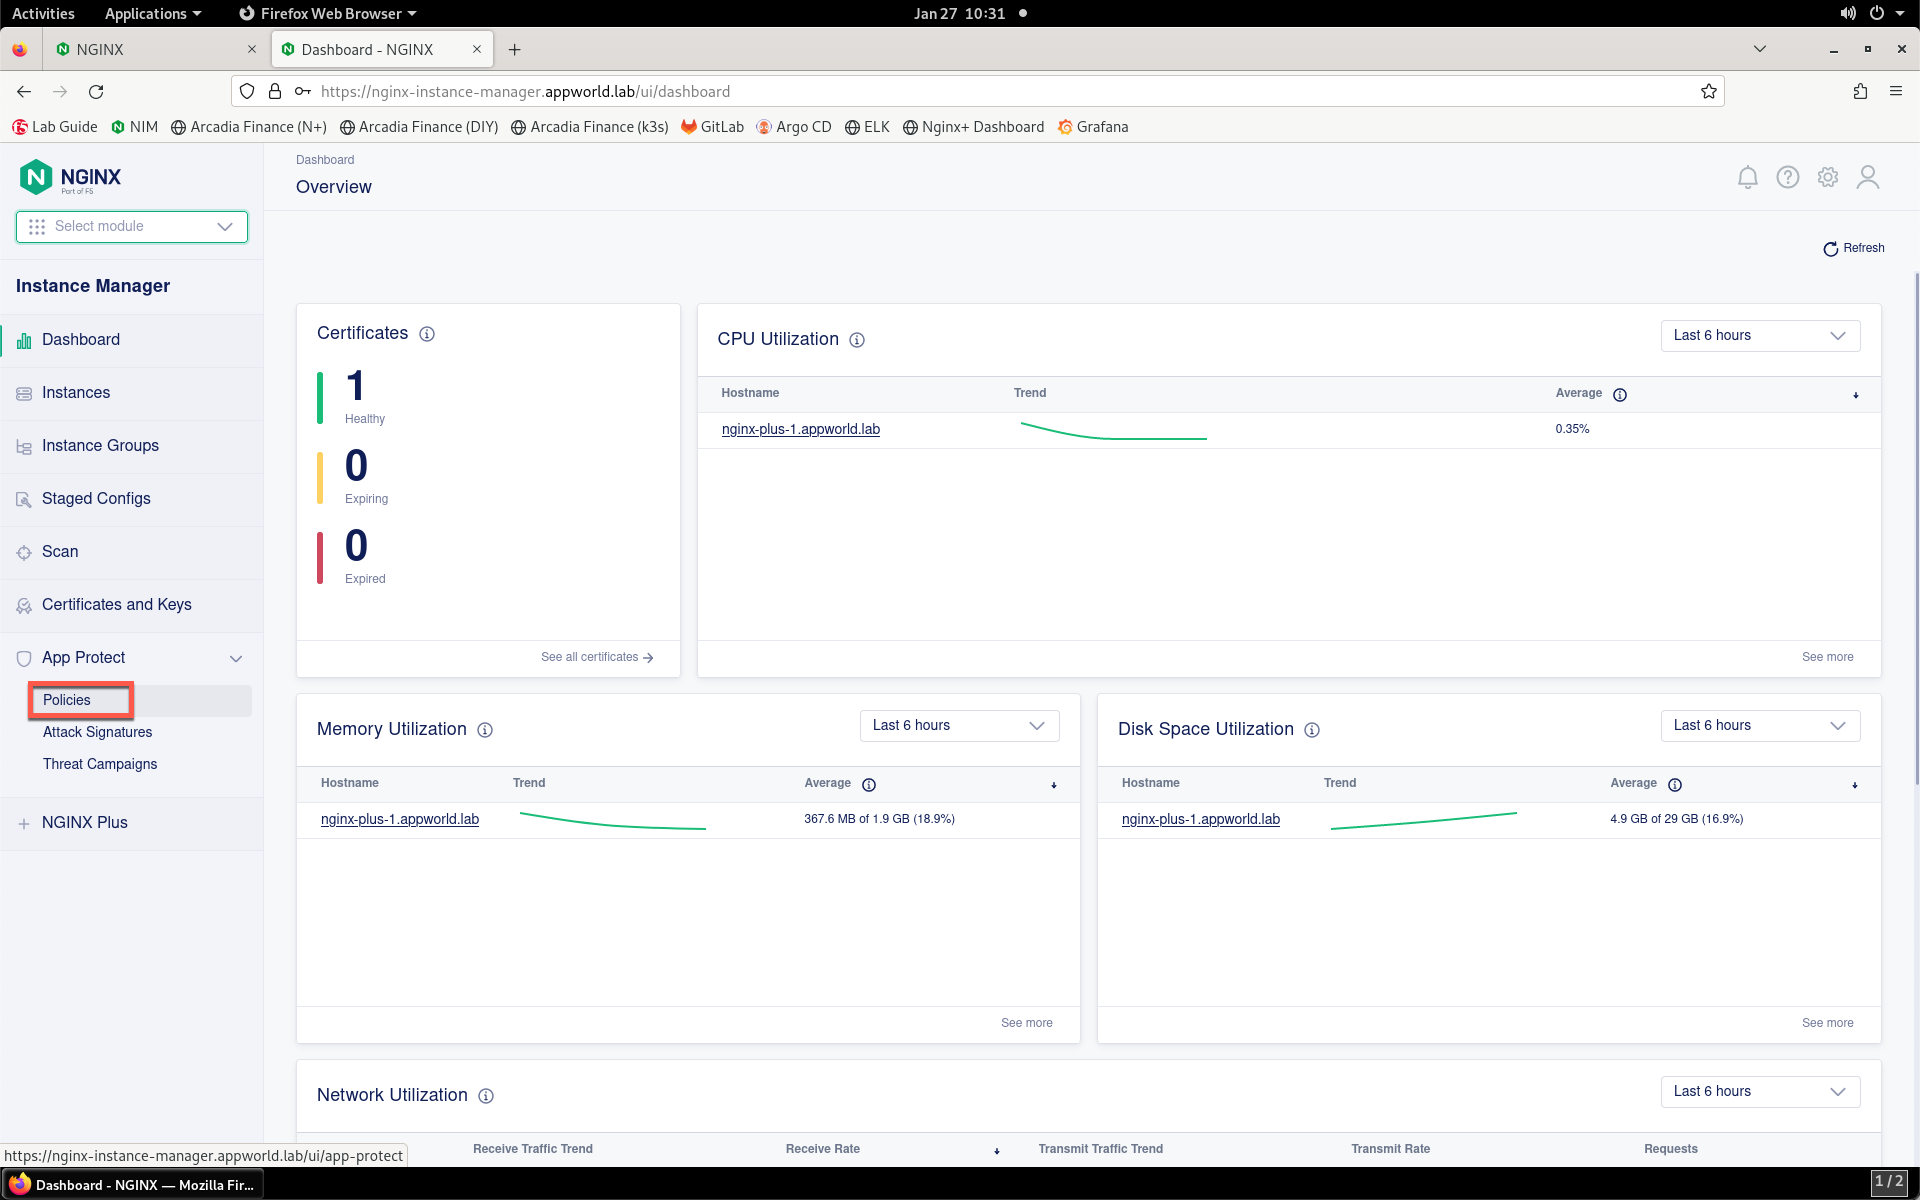 Activities Applications Firefox Web Browser Jan 27 10:31
NGINX Dashboard - NGINX
https://nginx-instance-manager.appworld.lab/ui/dashboard
Lab Guide NIM Arcadia Finance (N+) Arcadia Finance (DIY) Arcadia Finance (k3s) GitLab Argo CD ELK Nginx+ Dashboard Grafana
NGINX
Part of F5
Select module
Instance Manager
Dashboard
Instances
Instance Groups
Staged Configs
Scan
Certificates and Keys
App Protect
Policies
Attack Signatures
Threat Campaigns
NGINX Plus
Dashboard
Overview
Refresh
Certificates
1
Healthy
0
Expiring
0
Expired
See all certificates
CPU Utilization Last 6 hours
Hostname Trend Average
nginx-plus-1.appworld.lab 0.35%
See more
Memory Utilization Last 6 hours
Hostname Trend Average
nginx-plus-1.appworld.lab 367.6 MB of 1.9 GB (18.9%)
See more
Disk Space Utilization Last 6 hours
Hostname Trend Average
nginx-plus-1.appworld.lab 4.9 GB of 29 GB (16.9%)
See more
Network Utilization Last 6 hours
Receive Traffic Trend Receive Rate Transmit Traffic Trend Transmit Rate Requests
https://nginx-instance-manager.appworld.lab/ui/app-protect
Dashboard - NGINX — Mozilla Fir... 1 / 2